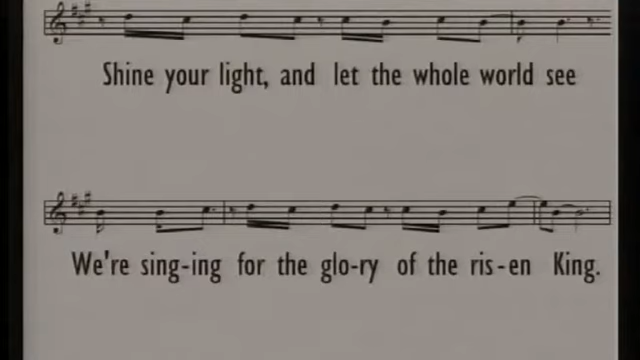 Shine your light, and let the whole world see
We're sing-ing for the glo-ry of the ris-en King.